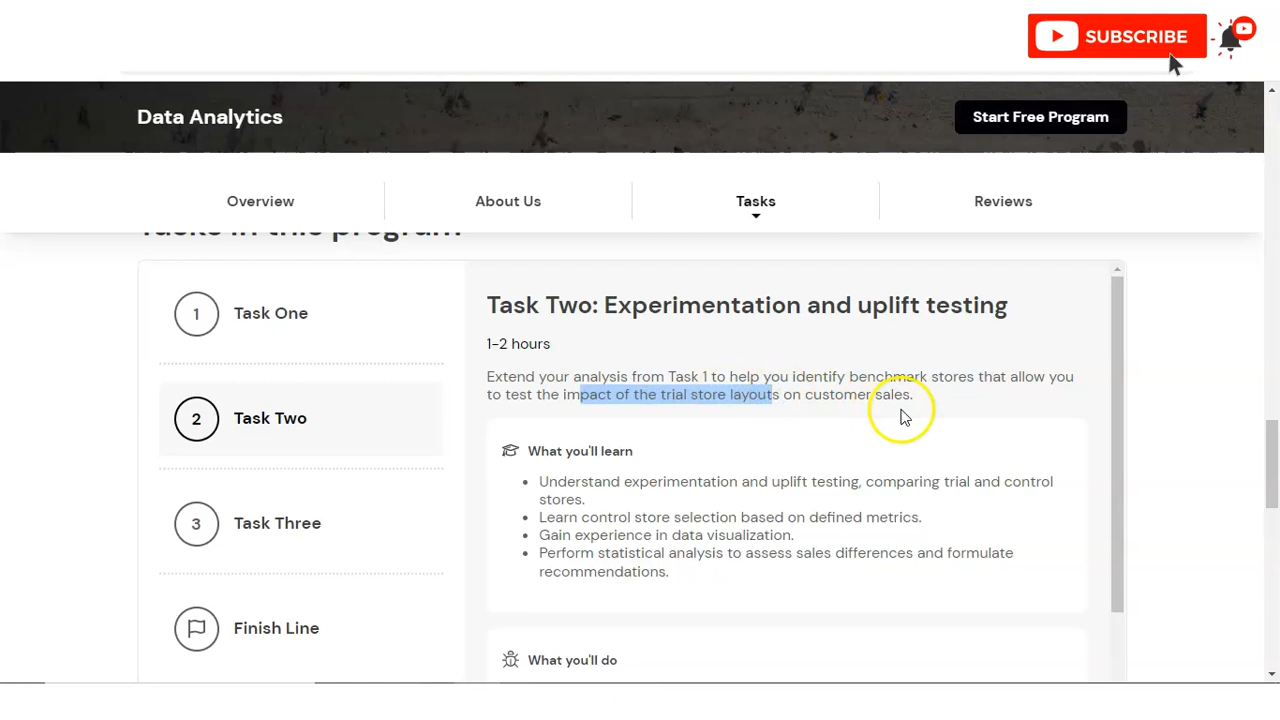 SUBSCRIBE
Data Analytics
Start Free Program
Overview
About Us
Tasks
Reviews
Tasks in this program
1
Task One
2
Task Two
3
Task Three
Finish Line
Task Two: Experimentation and uplift testing
1-2 hours
Extend your analysis from Task 1 to help you identify benchmark stores that allow you
to test the impact of the trial store layouts on customer sales.
What you'll learn
• Understand experimentation and uplift testing, comparing trial and control
stores.
• Learn control store selection based on defined metrics.
• Gain experience in data visualization.
• Perform statistical analysis to assess sales differences and formulate
recommendations.
What you'll do